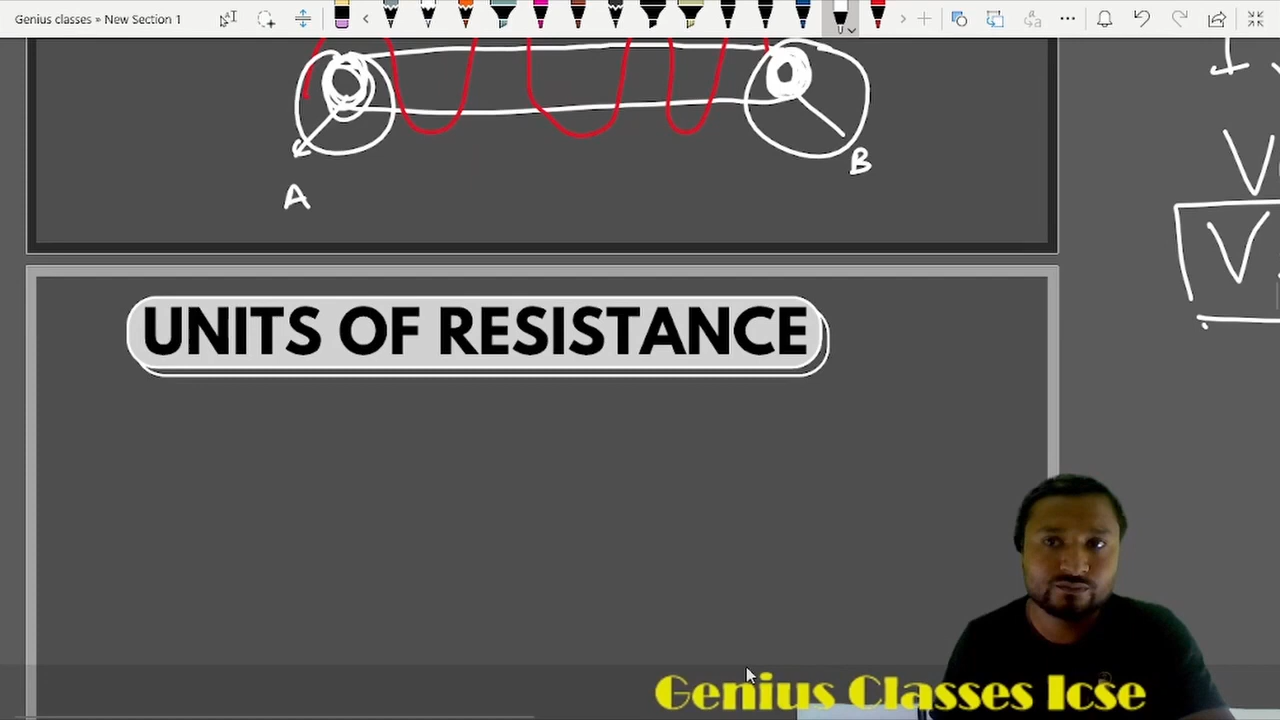 Genius classes » New Section 1
A
B
V
V
UNITS OF RESISTANCE
Genius Classes Icse